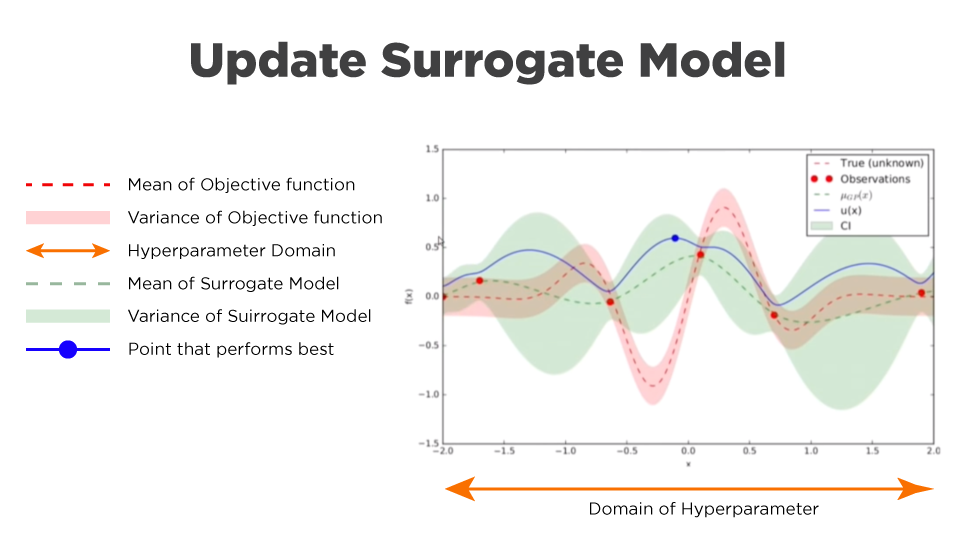 Update Surrogate Model
Mean of Objective function
Variance of Objective function
Hyperparameter Domain
Mean of Surrogate Model
Variance of Suirrogate Model
Point that performs best
1.5
1.0
0.5
0.0
−0.5
−1.0
−1.5
f(x)
True (unknown)
Observations
μGP(x)
u(x)
CI
−2.0 −1.5 −1.0 −0.5 0.0 0.5 1.0 1.5 2.0
x
Domain of Hyperparameter